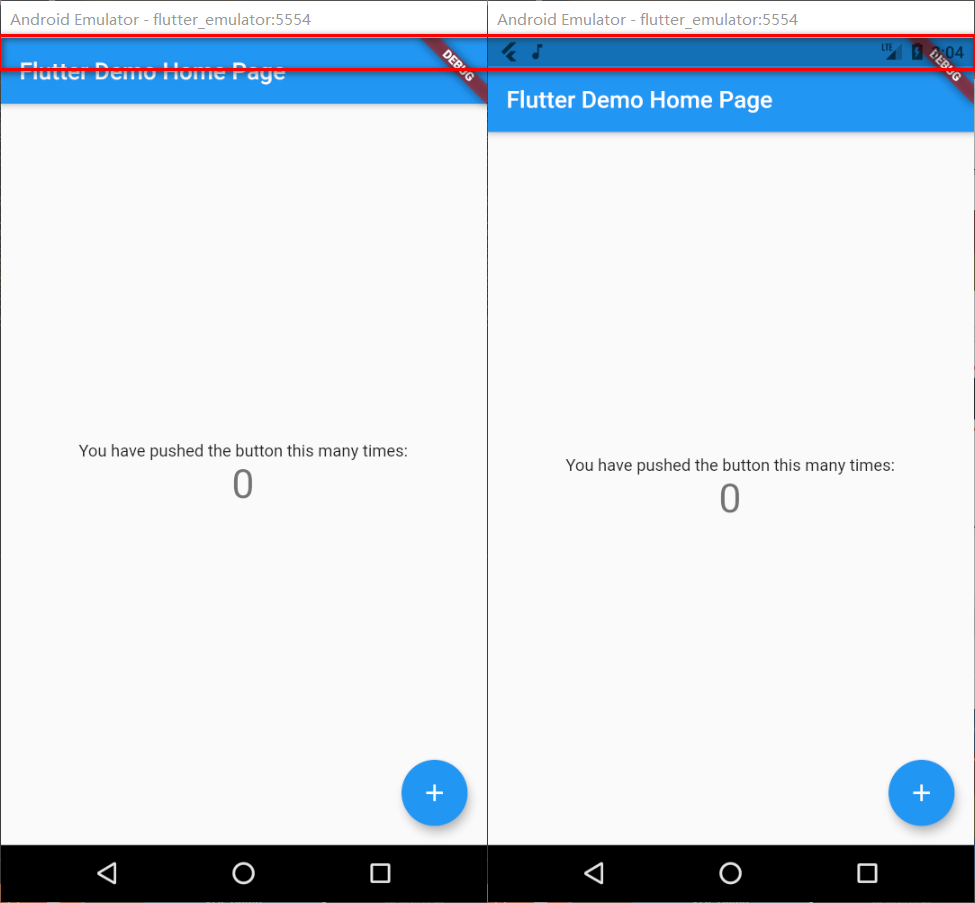 Android Emulator - flutter_emulator:5554
Flutter Demo Home Page
DEBUG
You have pushed the button this many times:
0
+
Android Emulator - flutter_emulator:5554
LTE
:04
DEBUG
Flutter Demo Home Page
You have pushed the button this many times:
0
+